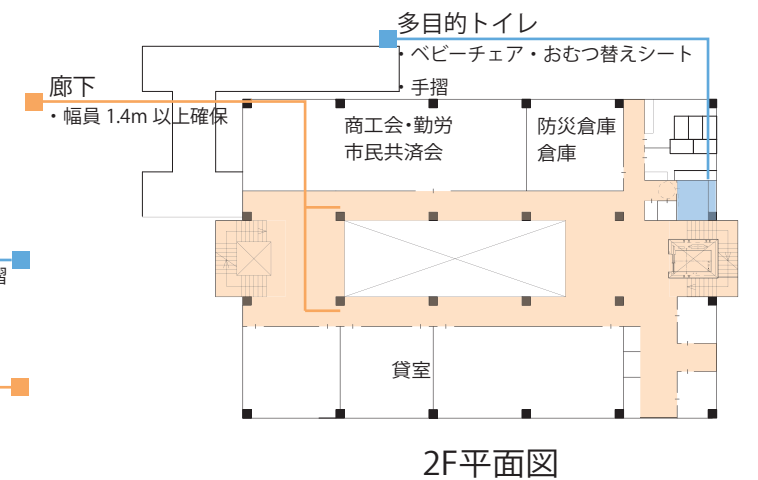 多目的トイレ
・ベビーチェア・おむつ替えシート
・手摺
廊下
・幅員 1.4m 以上確保
商工会・勤労
市民共済会
防災倉庫
倉庫
摺
貸室
2F平面図